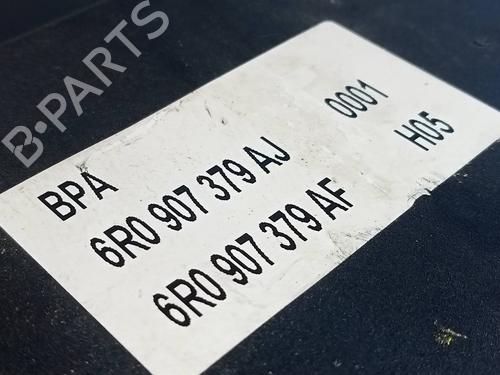 B-PARTS
BPA
6R0 907 379 AJ 0001
6R0 907 379 AF H05